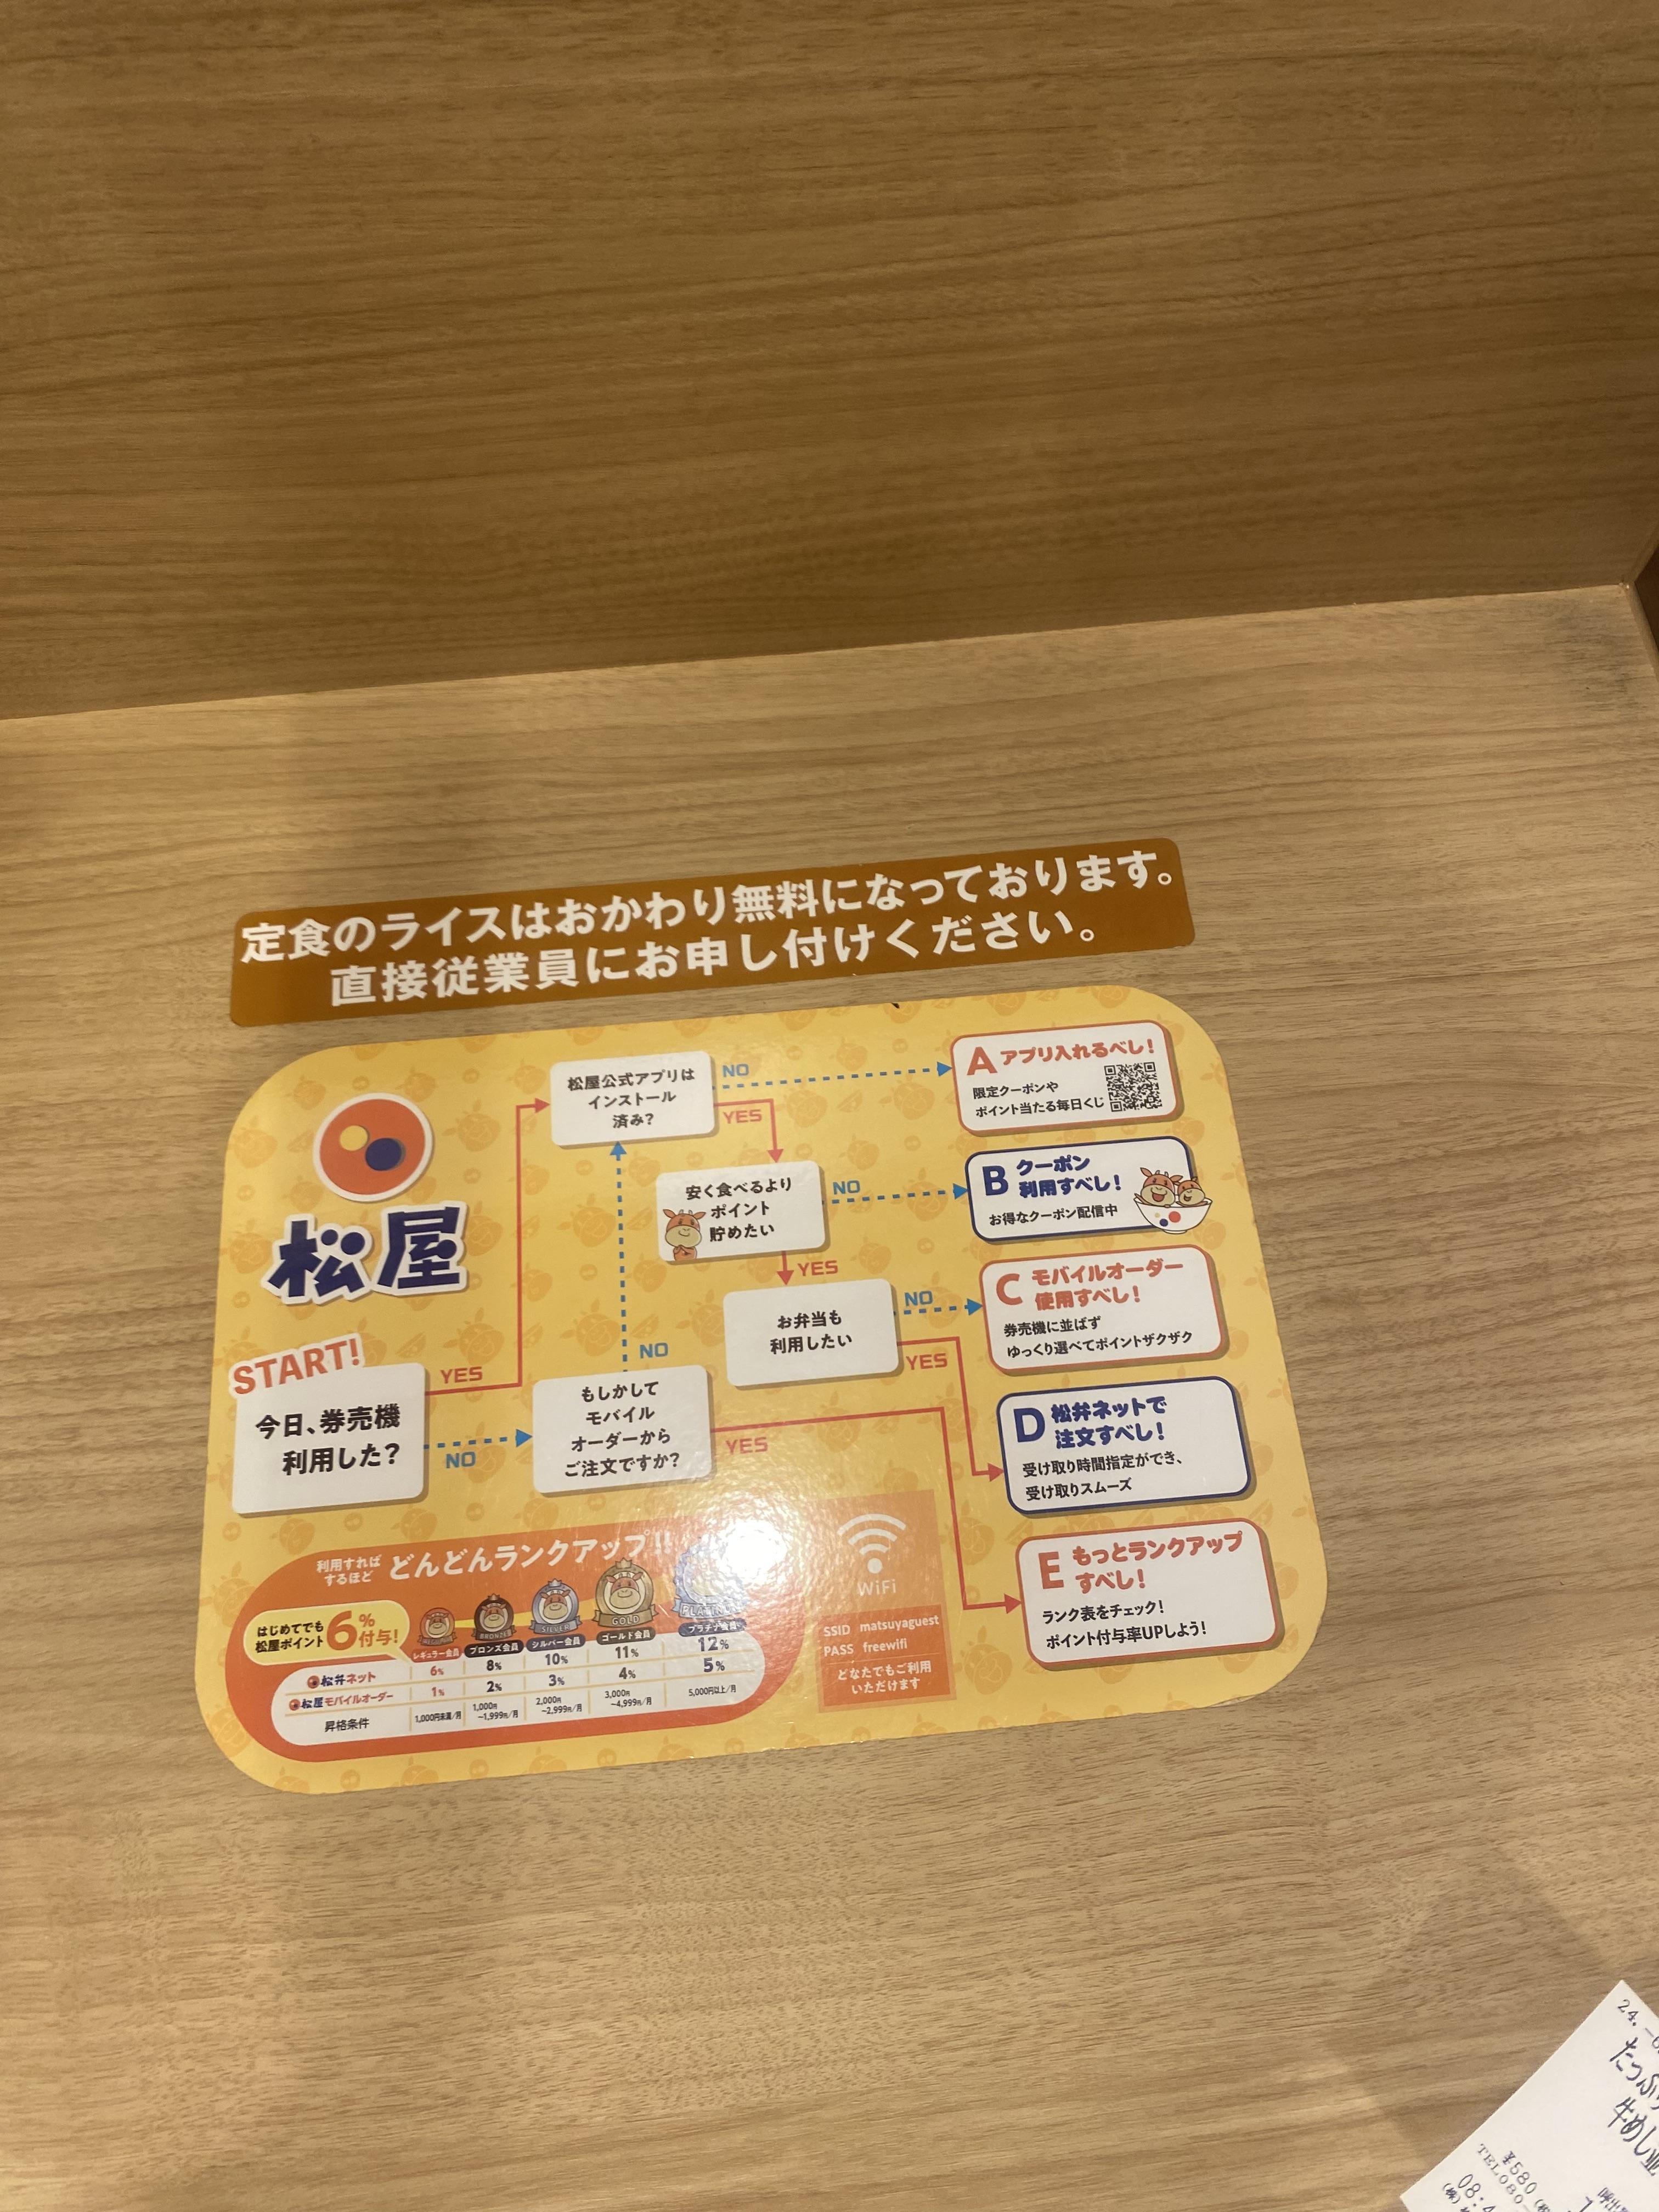 定食のライスはおかわり無料になっております。
直接従業員にお申し付けください。
松屋
START!
今日、券売機
利用した?
YES
NO
松屋公式アプリは
インストール
済み?
NO
YES
安く食べるより
ポイント
貯めたい
NO
YES
お弁当も
利用したい
NO
YES
NO
もしかして
モバイル
オーダーから
ご注文ですか?
YES
A アプリ入れるべし!
限定クーポンや
ポイント当たる毎日くじ
B クーポン
利用すべし!
お得なクーポン配信中
C モバイルオーダー
使用すべし!
券売機に並ばず
ゆっくり選べてポイントザクザク
D 松弁ネットで
注文すべし!
受け取り時間指定ができ、
受け取りスムーズ
E もっとランクアップ
すべし!
ランク表をチェック!
ポイント付与率UPしよう!
利用すれば
するほど
どんどんランクアップ!!
はじめてでも
松屋ポイント6%付与!
BRONZE SILVER GOLD
レギュラー会員 ブロンズ会員 シルバー会員 ゴールド会員 プラチナ会員
松弁ネット 6% 8% 10% 11% 12%
松屋モバイルオーダー 1% 2% 3% 4% 5%
昇格条件 1,000円未満/月 1,000円~1,999円/月 2,000円~2,999円/月 3,000円~4,999円/月 5,000円以上/月
WiFi
SSID matsuyaguest
PASS freewifi
どなたでもご利用
いただけます
24.
たっぷり
牛めし
¥580
TEL080-
08: